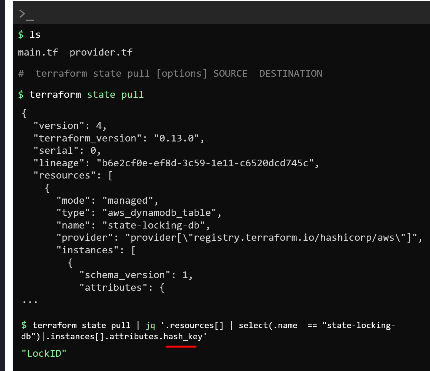 >_
$ ls
main.tf  provider.tf
#  terraform state pull [options] SOURCE  DESTINATION
$ terraform state pull
{
  "version": 4,
  "terraform_version": "0.13.0",
  "serial": 0,
  "lineage": "b6e2cf0e-ef8d-3c59-1e11-c6520dcd745c",
  "resources": [
    {
      "mode": "managed",
      "type": "aws_dynamodb_table",
      "name": "state-locking-db",
      "provider": "provider[\"registry.terraform.io/hashicorp/aws\"]",
      "instances": [
        {
          "schema_version": 1,
          "attributes": {
...
$ terraform state pull | jq '.resources[] | select(.name  == "state-locking-
db")|.instances[].attributes.hash_key'
"LockID"